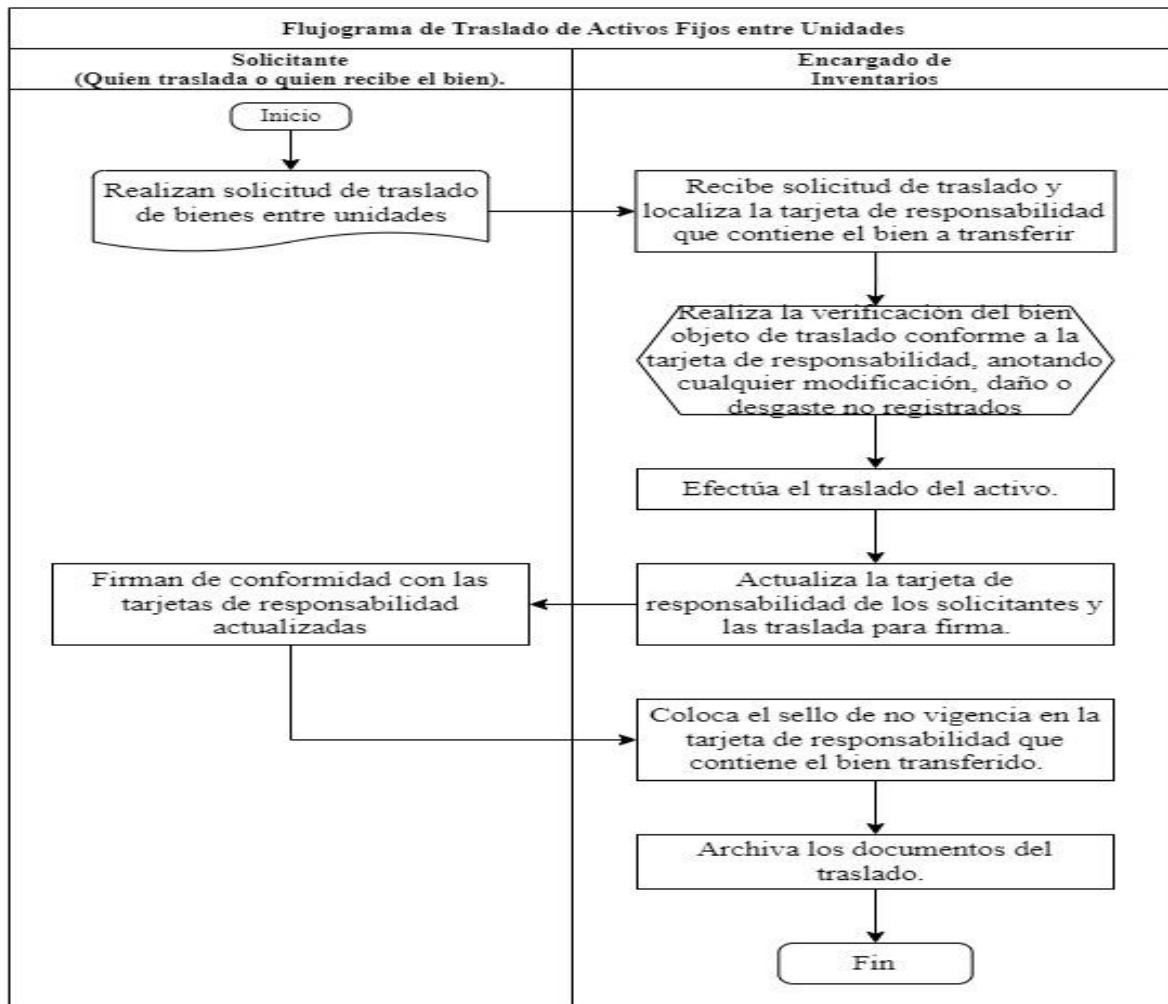 Flujograma de Traslado de Activos Fijos entre Unidades
Solicitante
(Quien traslada o quien recibe el bien).
Encargado de
Inventarios
Inicio
Realizan solicitud de traslado
de bienes entre unidades
Recibe solicitud de traslado y
localiza la tarjeta de responsabilidad
que contiene el bien a transferir
Realiza la verificación del bien
objeto de traslado conforme a la
tarjeta de responsabilidad, anotando
cualquier modificación, daño o
desgaste no registrados
Efectúa el traslado del activo.
Actualiza la tarjeta de
responsabilidad de los solicitantes y
las traslada para firma.
Firman de conformidad con las
tarjetas de responsabilidad
actualizadas
Coloca el sello de no vigencia en la
tarjeta de responsabilidad que
contiene el bien transferido.
Archiva los documentos del
traslado.
Fin